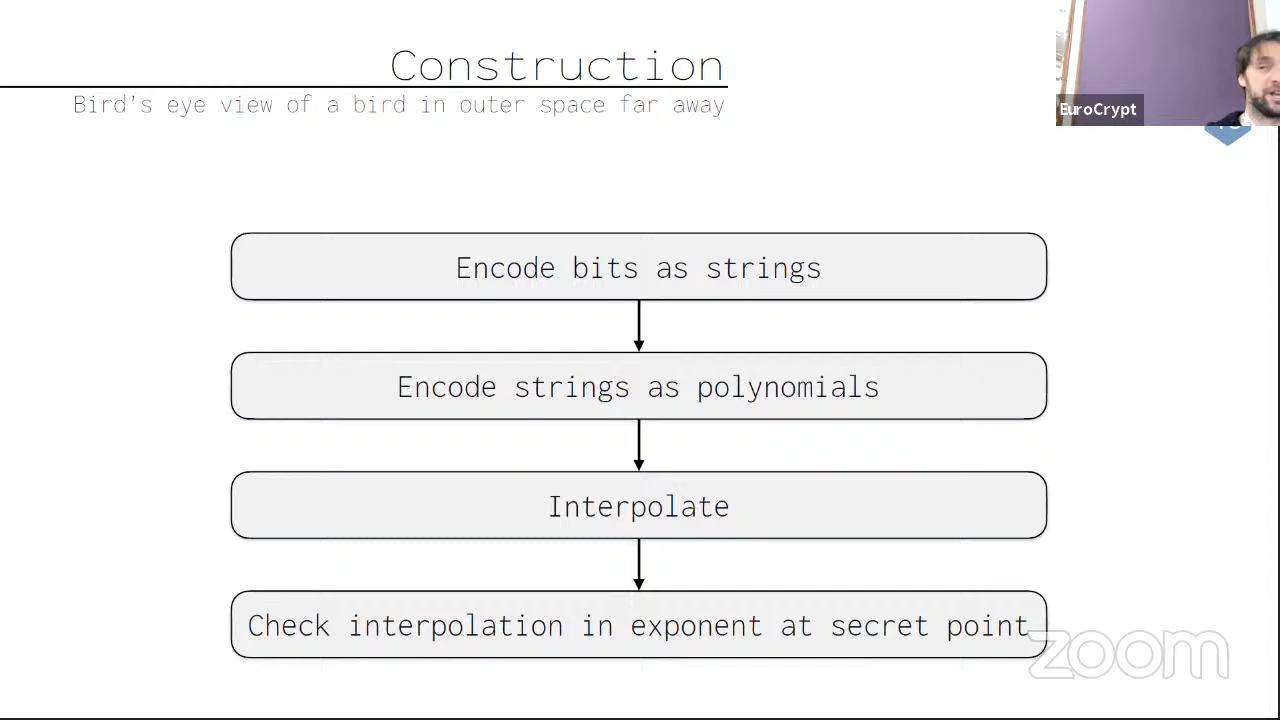 Construction
Bird's eye view of a bird in outer space far away
EuroCrypt
Encode bits as strings
Encode strings as polynomials
Interpolate
Check interpolation in exponent at secret point
zoom